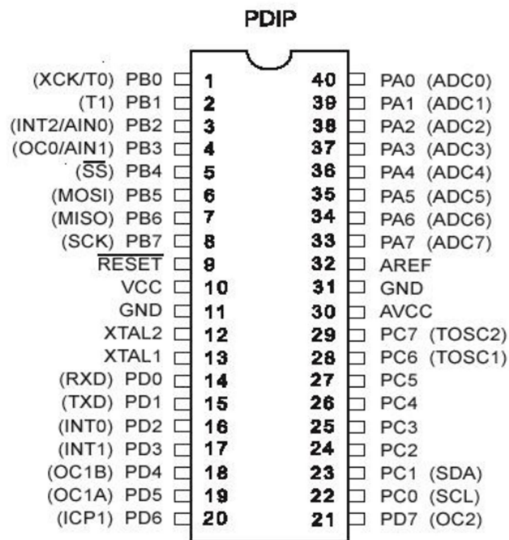 PDIP
(XCK/T0) PB0 1 40 PA0 (ADC0)
(T1) PB1 2 39 PA1 (ADC1)
(INT2/AIN0) PB2 3 38 PA2 (ADC2)
(OC0/AIN1) PB3 4 37 PA3 (ADC3)
(SS) PB4 5 36 PA4 (ADC4)
(MOSI) PB5 6 35 PA5 (ADC5)
(MISO) PB6 7 34 PA6 (ADC6)
(SCK) PB7 8 33 PA7 (ADC7)
RESET 9 32 AREF
VCC 10 31 GND
GND 11 30 AVCC
XTAL2 12 29 PC7 (TOSC2)
XTAL1 13 28 PC6 (TOSC1)
(RXD) PD0 14 27 PC5
(TXD) PD1 15 26 PC4
(INT0) PD2 16 25 PC3
(INT1) PD3 17 24 PC2
(OC1B) PD4 18 23 PC1 (SDA)
(OC1A) PD5 19 22 PC0 (SCL)
(ICP1) PD6 20 21 PD7 (OC2)